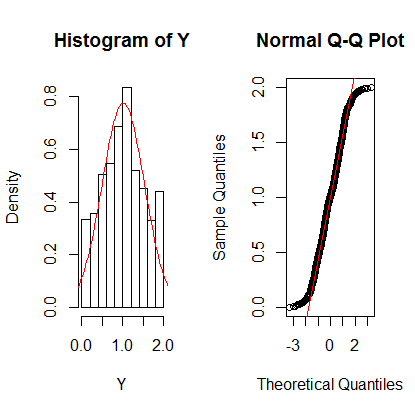 Histogram of Y
Density
0.0 0.2 0.4 0.6 0.8
0.0 1.0 2.0
Y
Normal Q-Q Plot
Sample Quantiles
0.0 0.5 1.0 1.5 2.0
-3 0 2
Theoretical Quantiles